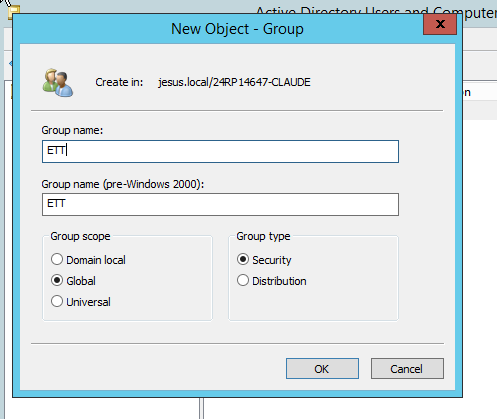 Active Directory Users and Computer
New Object - Group
x
Create in: jesus.local/24RP14647-CLAUDE
on
Group name:
ETT
Group name (pre-Windows 2000):
ETT
Group scope
Group type
Domain local
Security
Global
Distribution
Universal
OK
Cancel